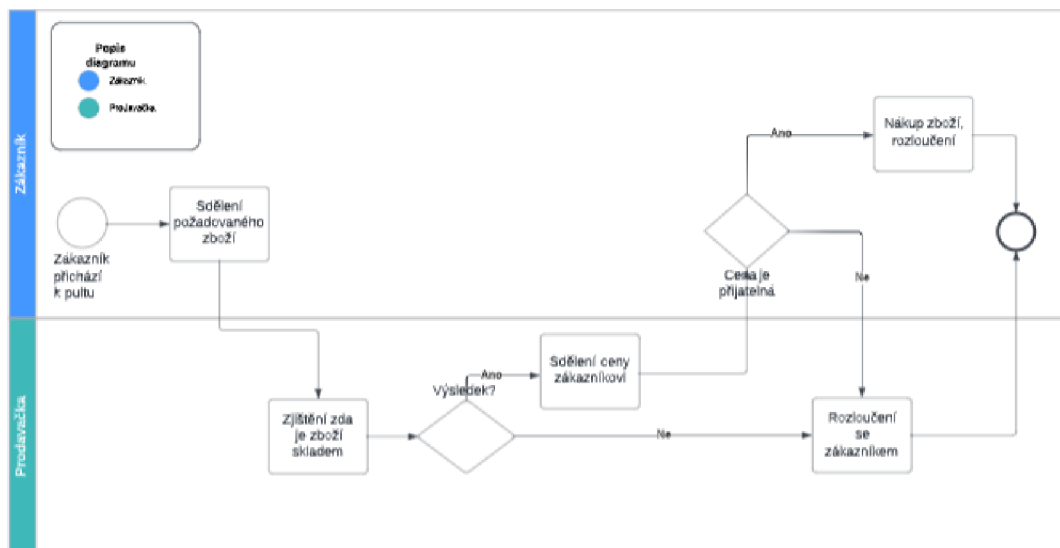 Popis
diagramu
Zákazník
Prodavačka
Zákazník
Sdělení
požadovaného
zboží
Zákazník
přichází
k pultu
Ano
Nákup zboží,
rozloučení
Cena je
přijatelná
Ne
Prodavačka
Zjištění zda
je zboží
skladem
Výsledek?
Ano
Sdělení ceny
zákazníkovi
Ne
Rozloučení
se
zákazníkem